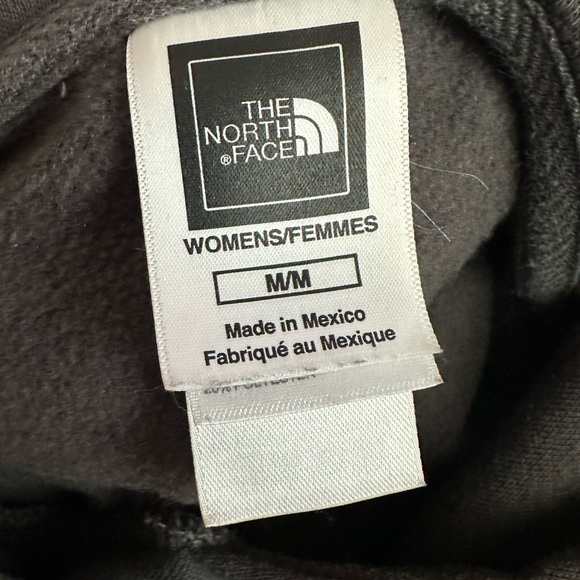 THE
NORTH
®FACE
WOMENS/FEMMES
M/M
Made in Mexico
Fabriqué au Mexique